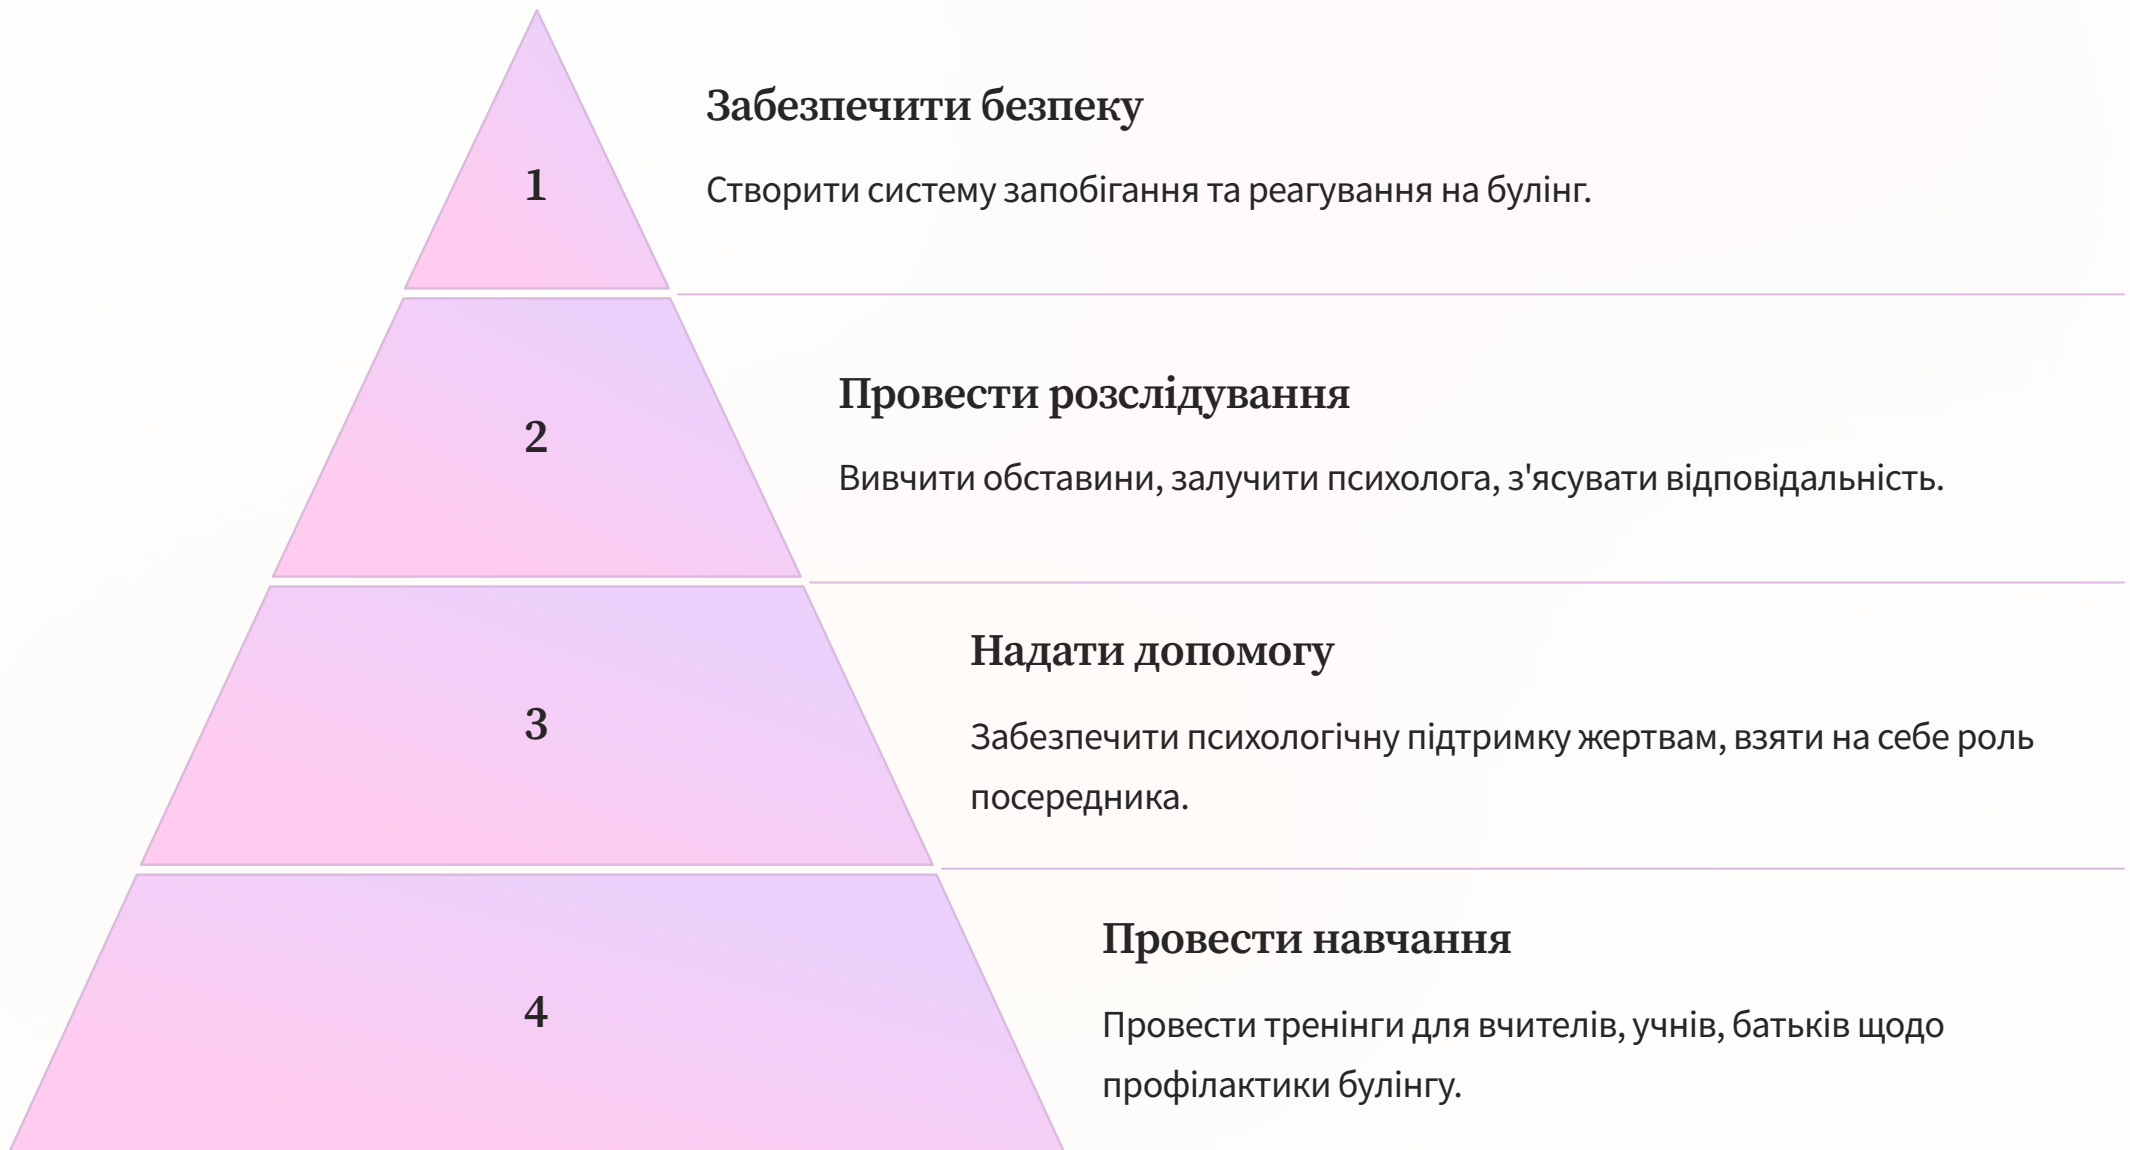 1
Забезпечити безпеку
Створити систему запобігання та реагування на булінг.
2
Провести розслідування
Вивчити обставини, залучити психолога, з'ясувати відповідальність.
3
Надати допомогу
Забезпечити психологічну підтримку жертвам, взяти на себе роль
посередника.
4
Провести навчання
Провести тренінги для вчителів, учнів, батьків щодо
профілактики булінгу.